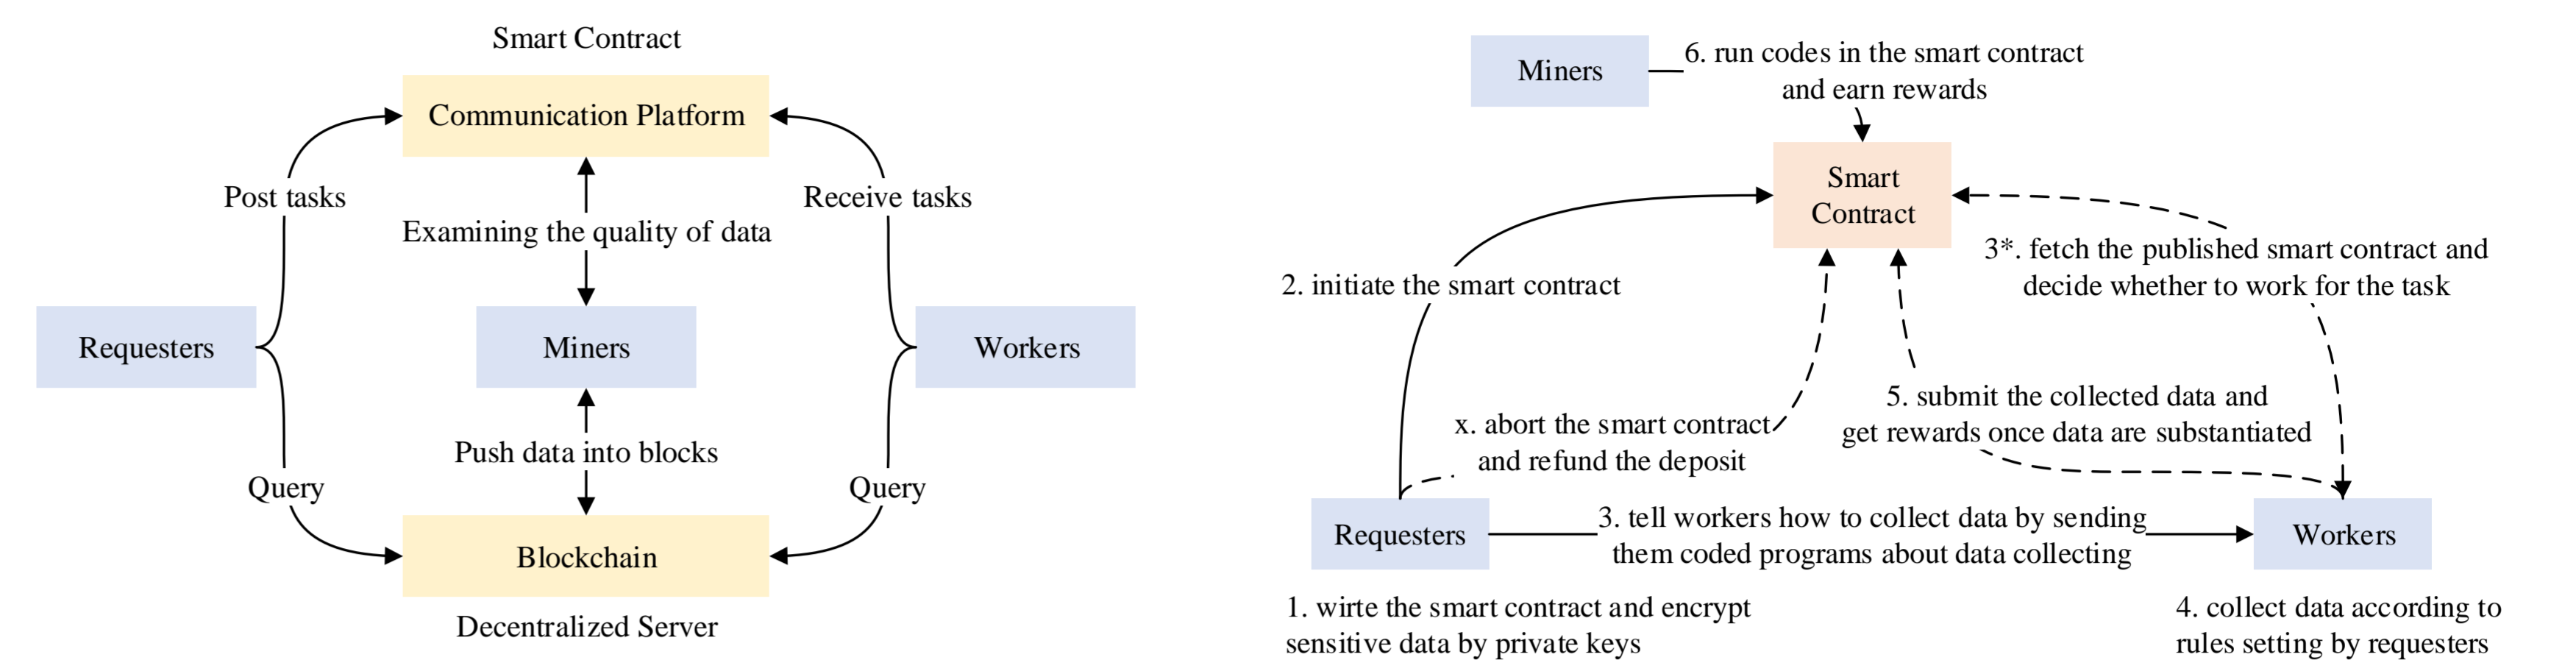 Smart Contract
Communication Platform
Post tasks
Receive tasks
Examining the quality of data
Requesters
Miners
Workers
Push data into blocks
Query
Query
Blockchain
Decentralized Server
Miners
6. run codes in the smart contract
and earn rewards
Smart
Contract
3*. fetch the published smart contract and
decide whether to work for the task
2. initiate the smart contract
5. submit the collected data and
get rewards once data are substantiated
x. abort the smart contract
and refund the deposit
Requesters
3. tell workers how to collect data by sending
them coded programs about data collecting
Workers
1. wirte the smart contract and encrypt
sensitive data by private keys
4. collect data according to
rules setting by requesters